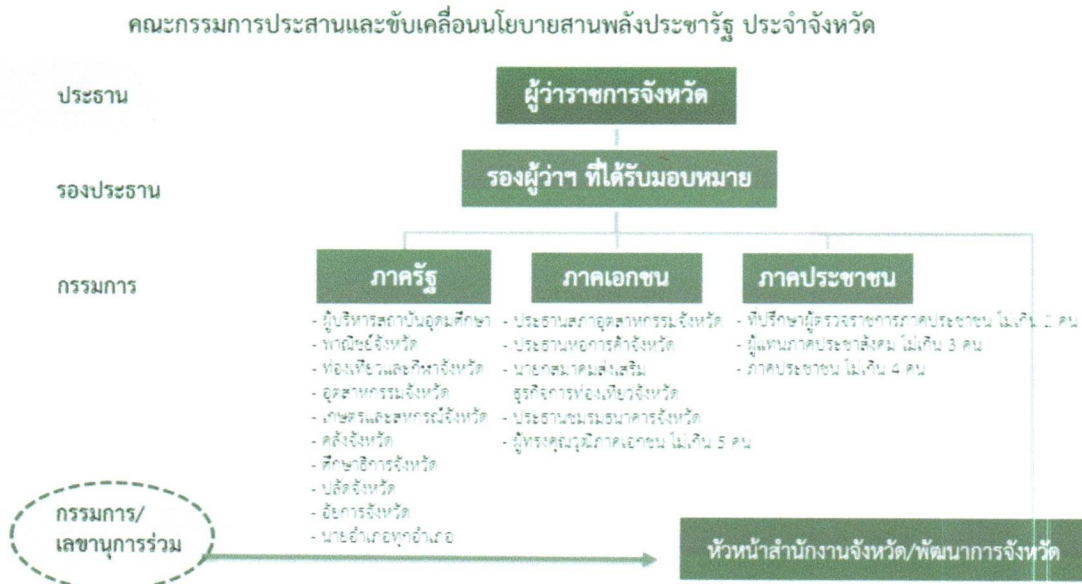 คณะกรรมการประสานและขับเคลื่อนนโยบายสานพลังประชารัฐ ประจำจังหวัด
ประธาน
ผู้ว่าราชการจังหวัด
รองประธาน
รองผู้ว่าฯ ที่ได้รับมอบหมาย
กรรมการ
ภาครัฐ
- ผู้บริหารสถาบันอุดมศึกษา
- พาณิชย์จังหวัด
- ท่องเที่ยวและกีฬาจังหวัด
- อุตสาหกรรมจังหวัด
- เกษตรและสหกรณ์จังหวัด
- คลังจังหวัด
- ศึกษาธิการจังหวัด
- ปลัดจังหวัด
- อัยการจังหวัด
- นายอำเภอทุกอำเภอ
ภาคเอกชน
- ประธานสภาอุตสาหกรรมจังหวัด
- ประธานหอการค้าจังหวัด
- นายกสมาคมส่งเสริม
ธุรกิจการท่องเที่ยวจังหวัด
- ประธานชมรมธนาคารจังหวัด
- ผู้ทรงคุณวุฒิภาคเอกชน ไม่เกิน 5 คน
ภาคประชาชน
- ที่ปรึกษาผู้ตรวจราชการภาคประชาชน ไม่เกิน คน
- ผู้แทนภาคประชาสังคม ไม่เกิน 3 คน
- ภาคประชาชน ไม่เกิน 4 คน
กรรมการ/
เลขานุการร่วม
หัวหน้าสำนักงานจังหวัด/พัฒนาการจังหวัด